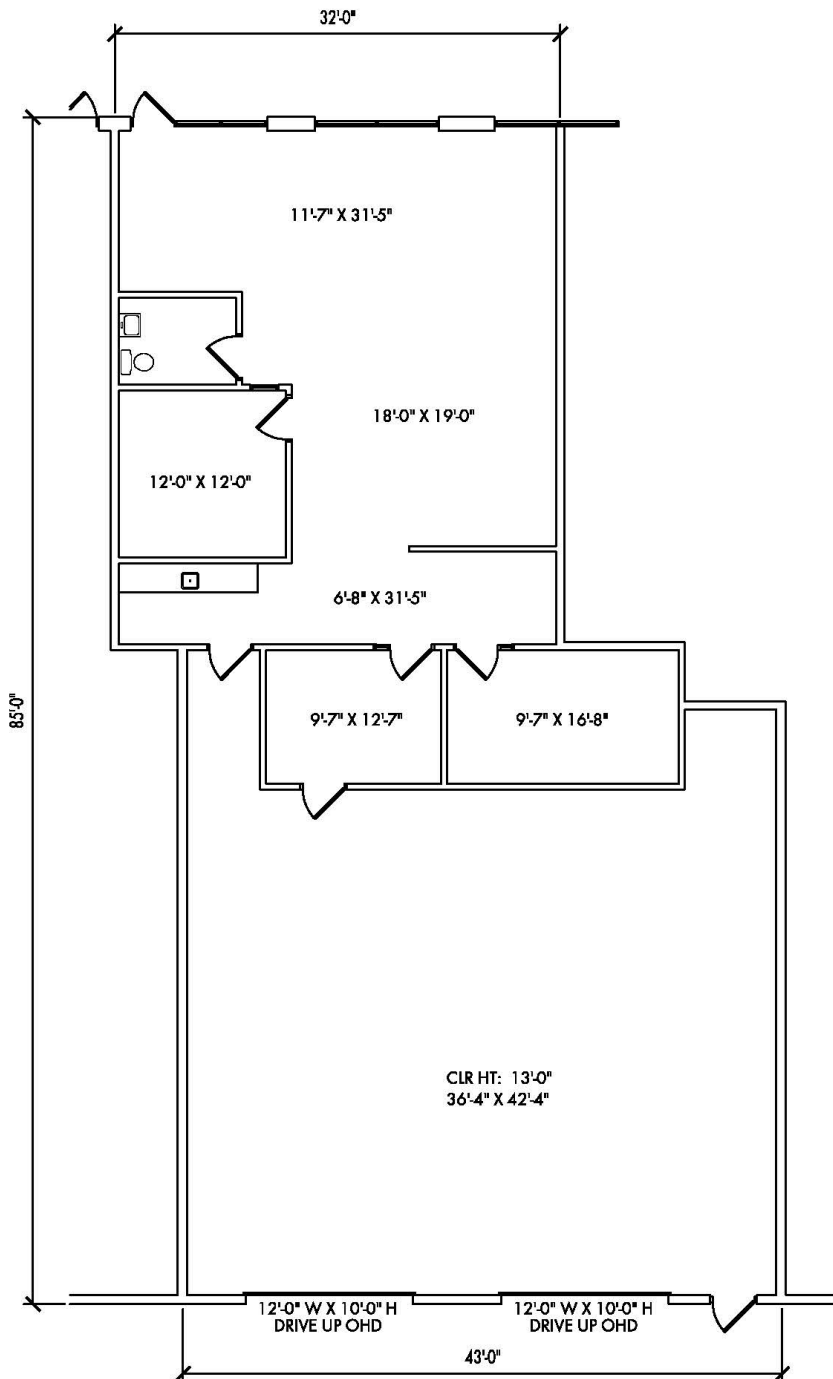 32'-0"
11'-7" X 31'-5"
18'-0" X 19'-0"
12'-0" X 12'-0"
6'-8" X 31'-5"
85'-0"
9'-7" X 12'-7"
9'-7" X 16'-8"
CLR HT: 13'-0"
36'-4" X 42'-4"
12'-0" W X 10'-0" H
DRIVE UP OHD
12'-0" W X 10'-0" H
DRIVE UP OHD
43'-0"